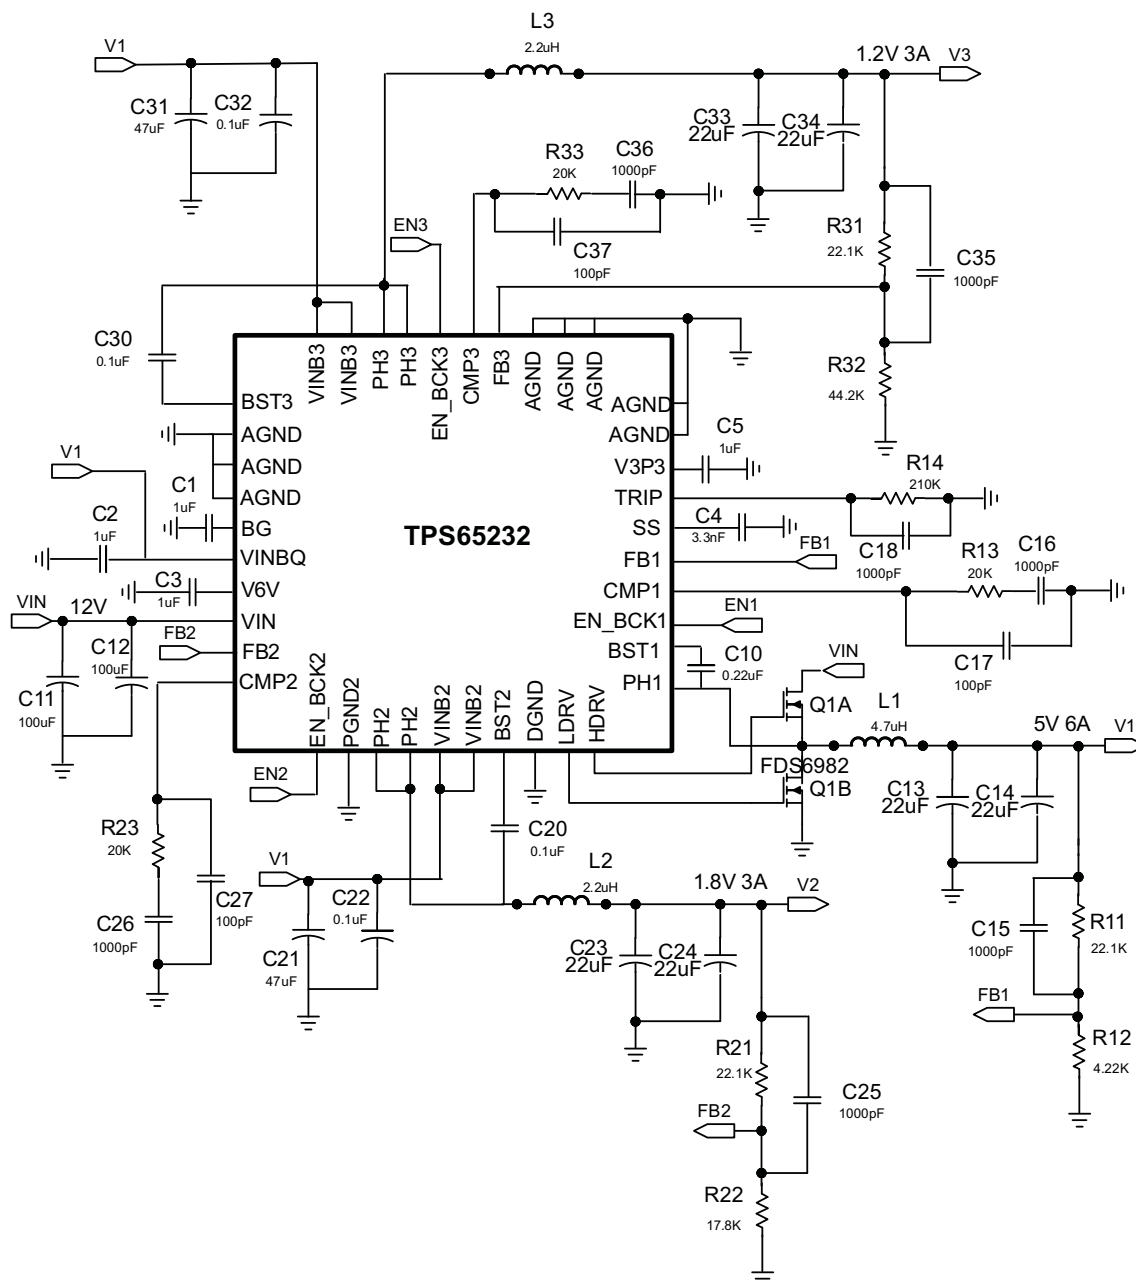 L3
2.2uH
V1
1.2V 3A
V3
C31
47uF
C32
0.1uF
C33
22uF
C34
22uF
R33
20K
C36
1000pF
EN3
C37
100pF
R31
22.1K
C35
1000pF
C30
0.1uF
R32
44.2K
VINB3
VINB3
PH3
PH3
EN_BCK3
CMP3
FB3
AGND
AGND
AGND
BST3
AGND
AGND
AGND
BG
VINBQ
V6V
VIN
FB2
CMP2
AGND
AGND
V3P3
TRIP
SS
FB1
CMP1
EN_BCK1
BST1
PH1
TPS65232
EN_BCK2
PGND2
PH2
PH2
VINB2
VINB2
BST2
DGND
LDRV
HDRV
V1
C1
1uF
C2
1uF
C3
1uF
VIN
12V
FB2
C12
100uF
C11
100uF
C5
1uF
R14
210K
C4
3.3nF
C18
1000pF
FB1
R13
20K
C16
1000pF
EN1
C17
100pF
C10
0.22uF
VIN
Q1A
FDS6982
Q1B
L1
4.7uH
5V 6A
V1
C13
22uF
C14
22uF
EN2
R23
20K
C27
100pF
C26
1000pF
V1
C22
0.1uF
C21
47uF
C20
0.1uF
L2
2.2uH
1.8V 3A
V2
C23
22uF
C24
22uF
C15
1000pF
R11
22.1K
FB1
R12
4.22K
R21
22.1K
C25
1000pF
FB2
R22
17.8K